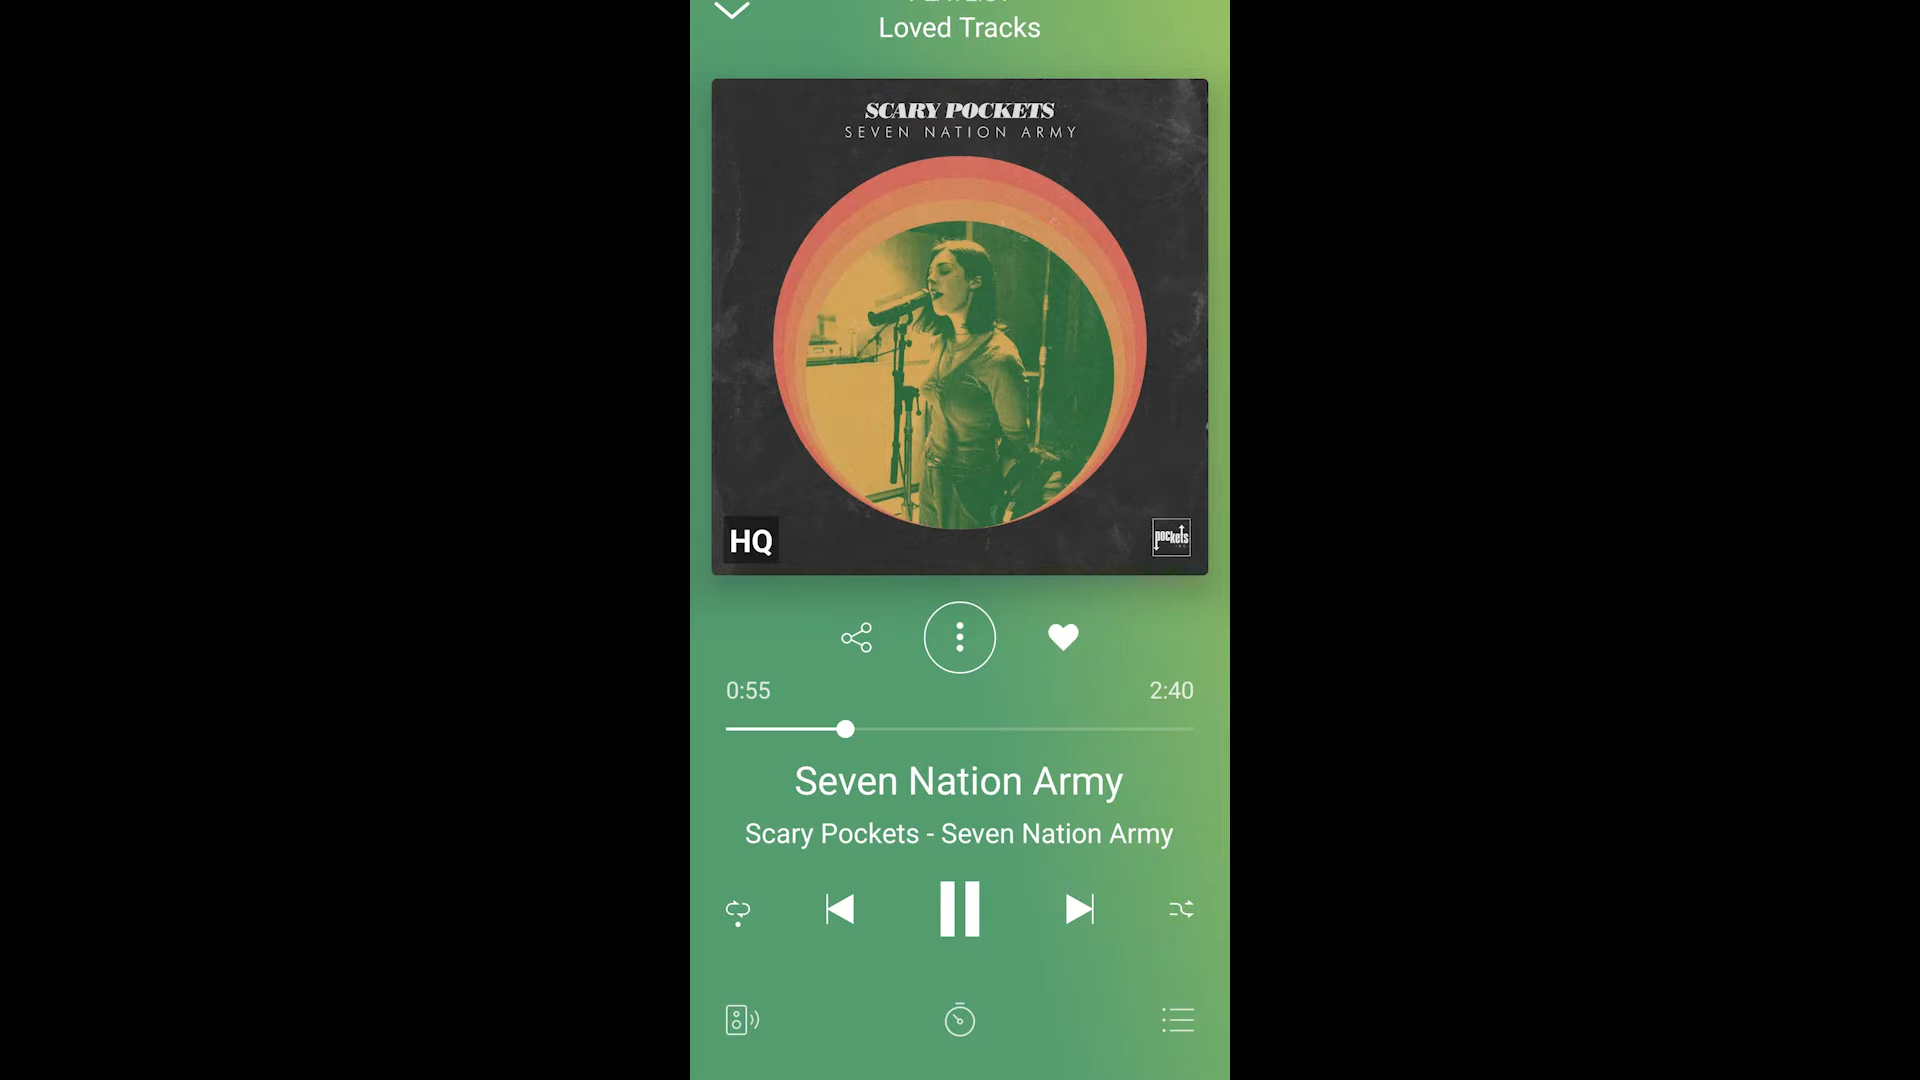 Loved Tracks
SCARY POCKETS
SEVEN NATION ARMY
HQ
pockets
0:55
2:40
Seven Nation Army
Scary Pockets - Seven Nation Army